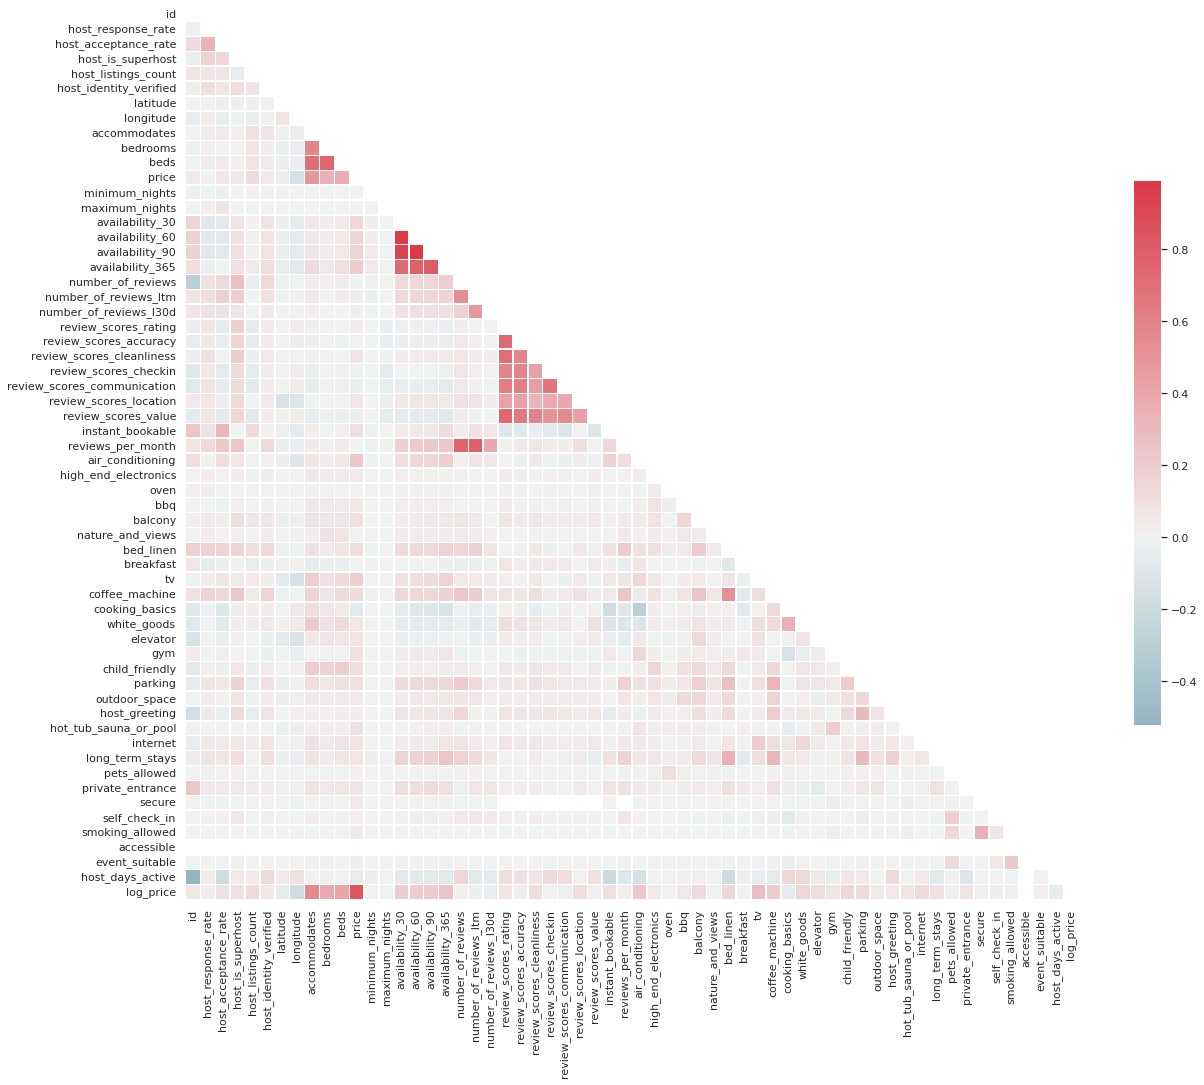 id
host_response_rate
host_acceptance_rate
host_is_superhost
host_listings_count
host_identity_verified
latitude
longitude
accommodates
bedrooms
beds
price
minimum_nights
maximum_nights
availability_30
availability_60
availability_90
availability_365
number_of_reviews
number_of_reviews_ltm
number_of_reviews_l30d
review_scores_rating
review_scores_accuracy
review_scores_cleanliness
review_scores_checkin
review_scores_communication
review_scores_location
review_scores_value
instant_bookable
reviews_per_month
air_conditioning
high_end_electronics
oven
bbq
balcony
nature_and_views
bed_linen
breakfast
tv
coffee_machine
cooking_basics
white_goods
elevator
gym
child_friendly
parking
outdoor_space
host_greeting
hot_tub_sauna_or_pool
internet
long_term_stays
pets_allowed
private_entrance
secure
self_check_in
smoking_allowed
accessible
event_suitable
host_days_active
log_price
id
host_response_rate
host_acceptance_rate
host_is_superhost
host_listings_count
host_identity_verified
latitude
longitude
accommodates
bedrooms
beds
price
minimum_nights
maximum_nights
availability_30
availability_60
availability_90
availability_365
number_of_reviews
number_of_reviews_ltm
number_of_reviews_l30d
review_scores_rating
review_scores_accuracy
review_scores_cleanliness
review_scores_checkin
review_scores_communication
review_scores_location
review_scores_value
instant_bookable
reviews_per_month
air_conditioning
high_end_electronics
oven
bbq
balcony
nature_and_views
bed_linen
breakfast
tv
coffee_machine
cooking_basics
white_goods
elevator
gym
child_friendly
parking
outdoor_space
host_greeting
hot_tub_sauna_or_pool
internet
long_term_stays
pets_allowed
private_entrance
secure
self_check_in
smoking_allowed
accessible
event_suitable
host_days_active
log_price
0.8
0.6
0.4
0.2
0.0
−0.2
−0.4